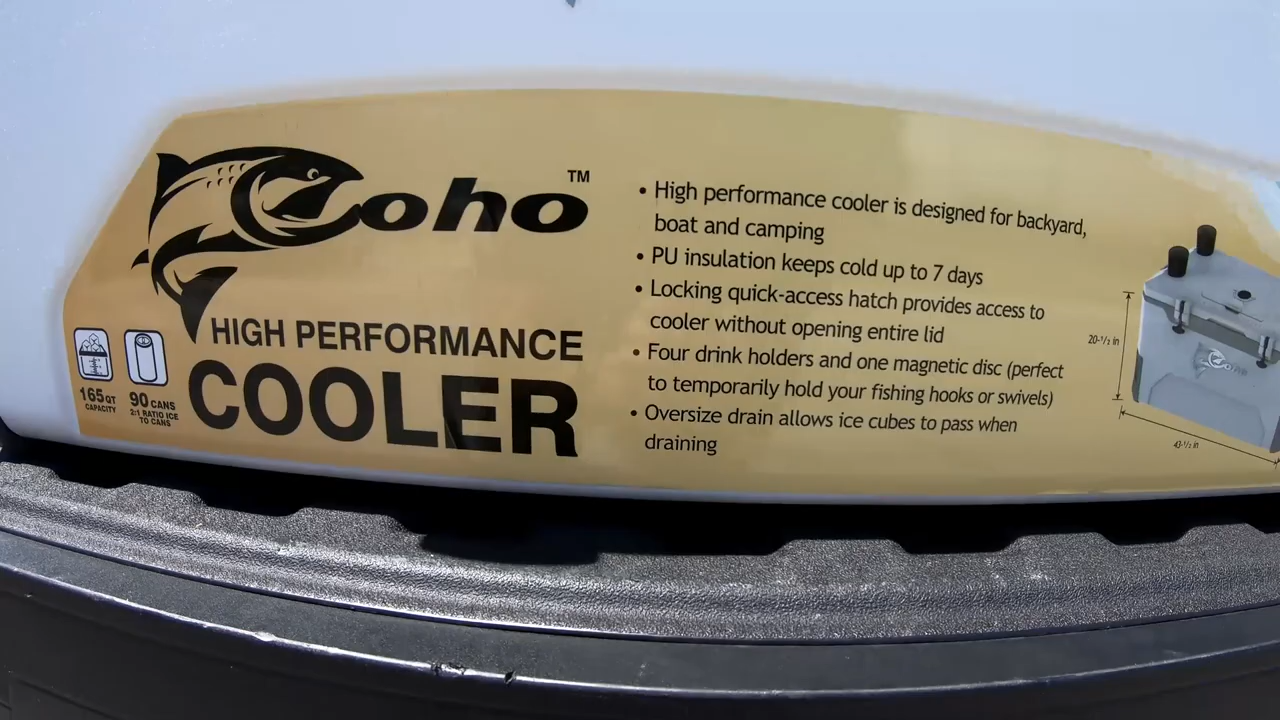 Coho™
HIGH PERFORMANCE
COOLER
165 QT
CAPACITY
90 CANS
2:1 RATIO ICE
TO CANS
• High performance cooler is designed for backyard,
boat and camping
• PU insulation keeps cold up to 7 days
• Locking quick-access hatch provides access to
cooler without opening entire lid
• Four drink holders and one magnetic disc (perfect
to temporarily hold your fishing hooks or swivels)
• Oversize drain allows ice cubes to pass when
draining
20-1/2 in
Coho
43-1/2 in